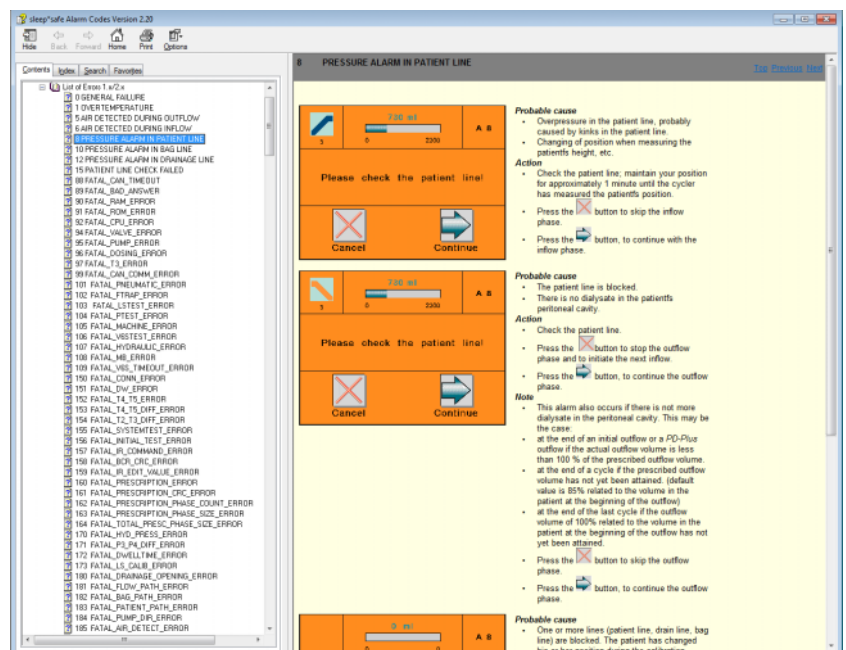 sleep*safe Alarm Codes Version 2.20
Hide Back Forward Home Print Options
Contents Index Search Favorites
List of Errors 1.x/2.x
0 GENERAL FAILURE
1 OVERTEMPERATURE
5 AIR DETECTED DURING OUTFLOW
6 AIR DETECTED DURING INFLOW
8 PRESSURE ALARM IN PATIENT LINE
10 PRESSURE ALARM IN BAG LINE
12 PRESSURE ALARM IN DRAINAGE LINE
15 PATIENT LINE CHECK FAILED
88 FATAL_CAN_TIMEOUT
89 FATAL_BAD_ANSWER
90 FATAL_RAM_ERROR
91 FATAL_ROM_ERROR
92 FATAL_CPU_ERROR
94 FATAL_VALVE_ERROR
95 FATAL_PUMP_ERROR
96 FATAL_DOSING_ERROR
97 FATAL_T3_ERROR
99 FATAL_CAN_COMM_ERROR
101 FATAL_PNEUMATIC_ERROR
102 FATAL_FTRAP_ERROR
103 FATAL_LSTEST_ERROR
104 FATAL_PTEST_ERROR
105 FATAL_MACHINE_ERROR
106 FATAL_V6STEST_ERROR
107 FATAL_HYDRAULIC_ERROR
108 FATAL_MB_ERROR
109 FATAL_V6S_TIMEOUT_ERROR
150 FATAL_CONN_ERROR
151 FATAL_DW_ERROR
152 FATAL_T4_T5_ERROR
153 FATAL_T4_T5_DIFF_ERROR
154 FATAL_T2_T3_DIFF_ERROR
155 FATAL_SYSTEMTEST_ERROR
156 FATAL_INITIAL_TEST_ERROR
157 FATAL_IR_COMMAND_ERROR
158 FATAL_BCR_CRC_ERROR
159 FATAL_IR_EDIT_VALUE_ERROR
160 FATAL_PRESCRIPTION_ERROR
161 FATAL_PRESCRIPTION_CRC_ERROR
162 FATAL_PRESCRIPTION_PHASE_COUNT_ERROR
163 FATAL_PRESCRIPTION_PHASE_SIZE_ERROR
164 FATAL_TOTAL_PRESC_PHASE_SIZE_ERROR
170 FATAL_HYD_PRESS_ERROR
171 FATAL_P3_P4_DIFF_ERROR
172 FATAL_DWELLTIME_ERROR
173 FATAL_LS_CALIB_ERROR
180 FATAL_DRAINAGE_OPENING_ERROR
181 FATAL_FLOW_PATH_ERROR
182 FATAL_BAG_PATH_ERROR
183 FATAL_PATIENT_PATH_ERROR
184 FATAL_PUMP_DIR_ERROR
185 FATAL_AIR_DETECT_ERROR
8 PRESSURE ALARM IN PATIENT LINE
Top Previous Next
730 ml
A 8
3 0 2200
Please check the patient line!
Cancel Continue
Probable cause
• Overpressure in the patient line, probably
caused by kinks in the patient line.
• Changing of position when measuring the
patientfs height, etc.
Action
• Check the patient line; maintain your position
for approximately 1 minute until the cycler
has measured the patientfs position.
• Press the button to skip the inflow
phase.
• Press the button, to continue with the
inflow phase.
730 ml
A 8
3 0 2200
Please check the patient line!
Cancel Continue
Probable cause
• The patient line is blocked.
• There is no dialysate in the patientfs
peritoneal cavity.
Action
• Check the patient line.
• Press the button to stop the outflow
phase and to initiate the next inflow.
• Press the button, to continue the outflow
phase.
Note
• This alarm also occurs if there is not more
dialysate in the peritoneal cavity. This may be
the case:
• at the end of an initial outflow or a PD-Plus
outflow if the actual outflow volume is less
than 100 % of the prescribed outflow volume.
• at the end of a cycle if the prescribed outflow
volume has not yet been attained. (default
value is 85% related to the volume in the
patient at the beginning of the outflow)
• at the end of the last cycle if the outflow
volume of 100% related to the volume in the
patient at the beginning of the outflow has not
yet been attained.
• Press the button to skip the outflow
phase.
• Press the button, to continue the outflow
phase.
0 ml
A 8
Probable cause
• One or more lines (patient line, drain line, bag
line) are blocked. The patient has changed